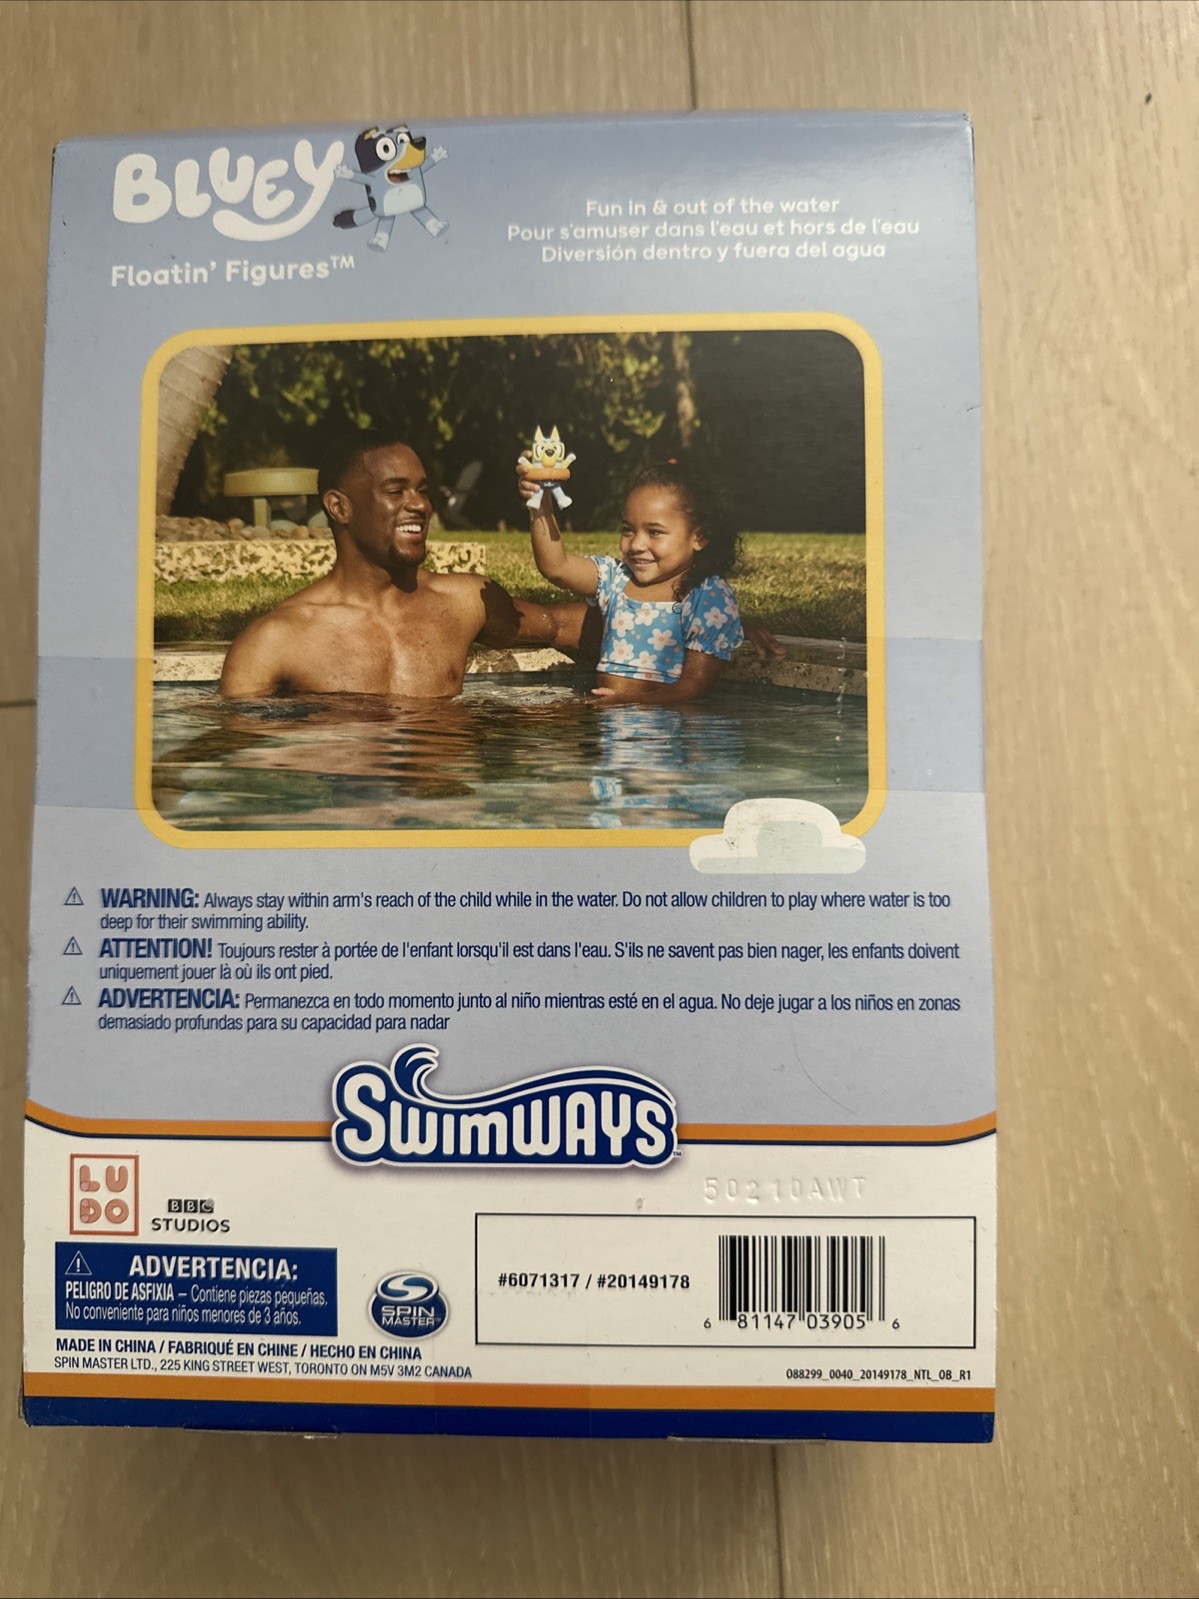 BLUEY
Floatin' Figures™
Fun in & out of the water
Pour s'amuser dans l'eau et hors de l'eau
Diversión dentro y fuera del agua
⚠ WARNING: Always stay within arm's reach of the child while in the water. Do not allow children to play where water is too
deep for their swimming ability.
⚠ ATTENTION! Toujours rester à portée de l'enfant lorsqu'il est dans l'eau. S'ils ne savent pas bien nager, les enfants doivent
uniquement jouer là où ils ont pied.
⚠ ADVERTENCIA: Permanezca en todo momento junto al niño mientras esté en el agua. No deje jugar a los niños en zonas
demasiado profundas para su capacidad para nadar
SWIMWAYS™
LU
DO
BBC
STUDIOS
50210AWT
⚠ ADVERTENCIA:
PELIGRO DE ASFIXIA – Contiene piezas pequeñas.
No conveniente para niños menores de 3 años.
SPIN
MASTER™
#6071317 / #20149178
6 81147 03905 6
MADE IN CHINA / FABRIQUÉ EN CHINE / HECHO EN CHINA
SPIN MASTER LTD., 225 KING STREET WEST, TORONTO ON M5V 3M2 CANADA
088299_0040_20149178_NTL_OB_R1